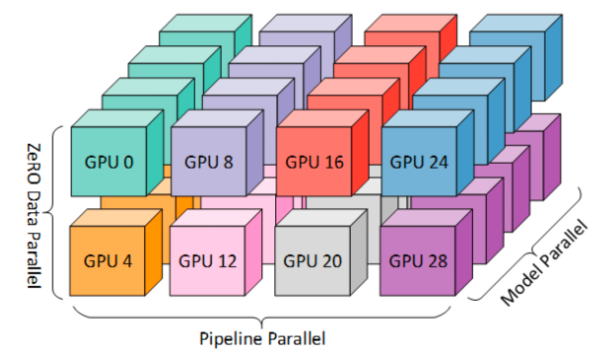 GPU 0
GPU 8
GPU 16
GPU 24
GPU 4
GPU 12
GPU 20
GPU 28
ZeRO Data Parallel
Pipeline Parallel
Model Parallel